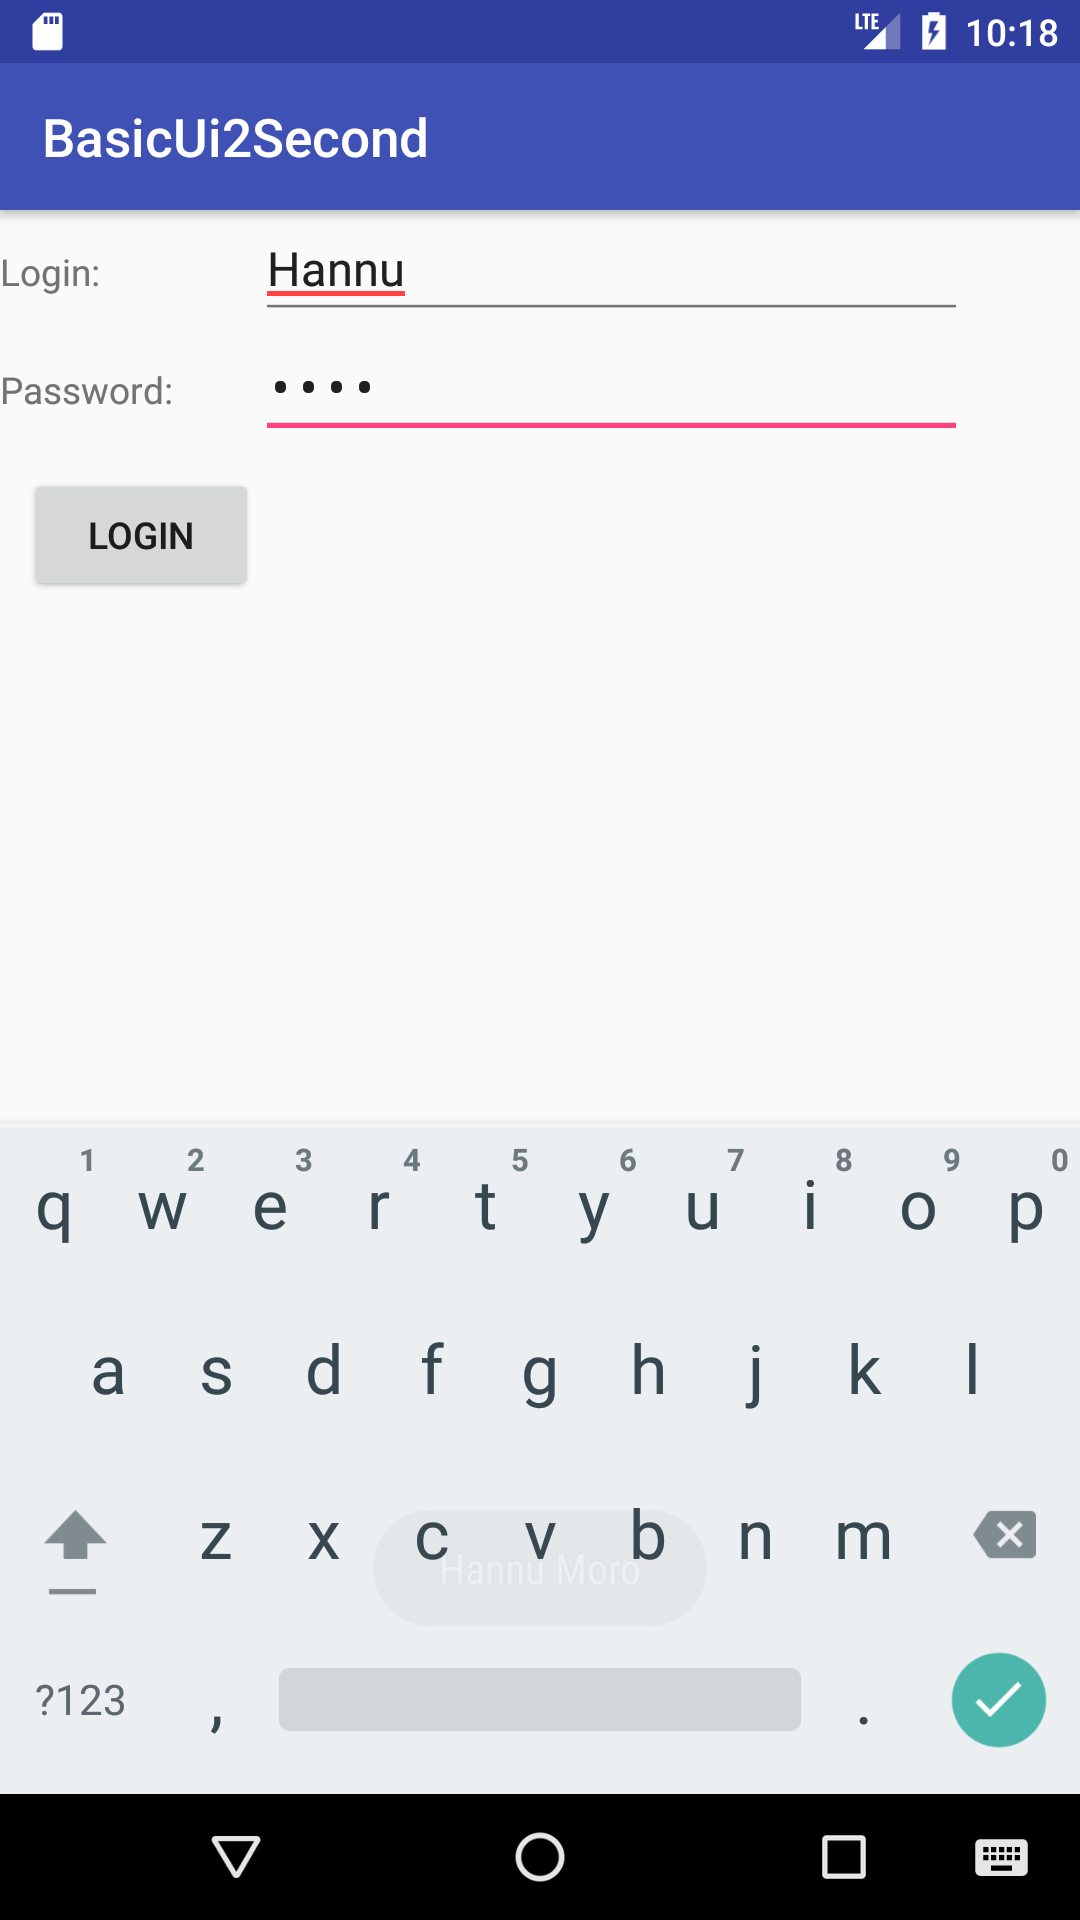 LTE 10:18
BasicUi2Second
Login: Hannu
Password: ••••
LOGIN
1 2 3 4 5 6 7 8 9 0
q w e r t y u i o p
a s d f g h j k l
z x c v b n m
Hannu Moro
?123 , .